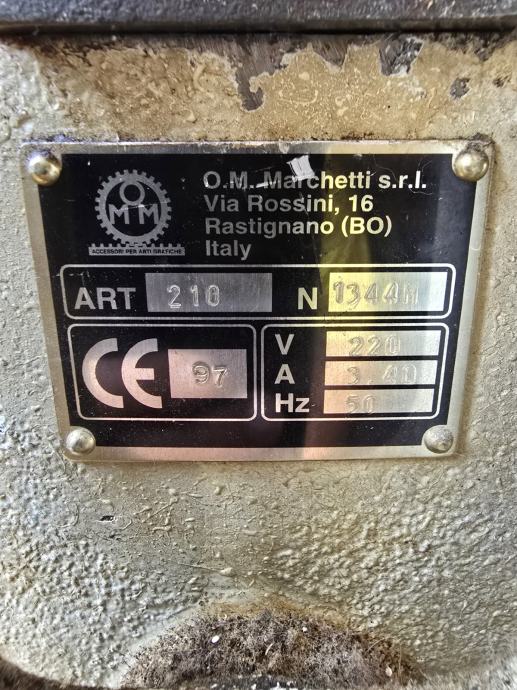 O.M. Marchetti s.r.l.
Via Rossini, 16
Rastignano (BO)
Italy
OMM
ACCESSORI PER ARTI GRAFICHE
ART 210 N 1344M
CE 97
V 220
A 3 40
Hz 50